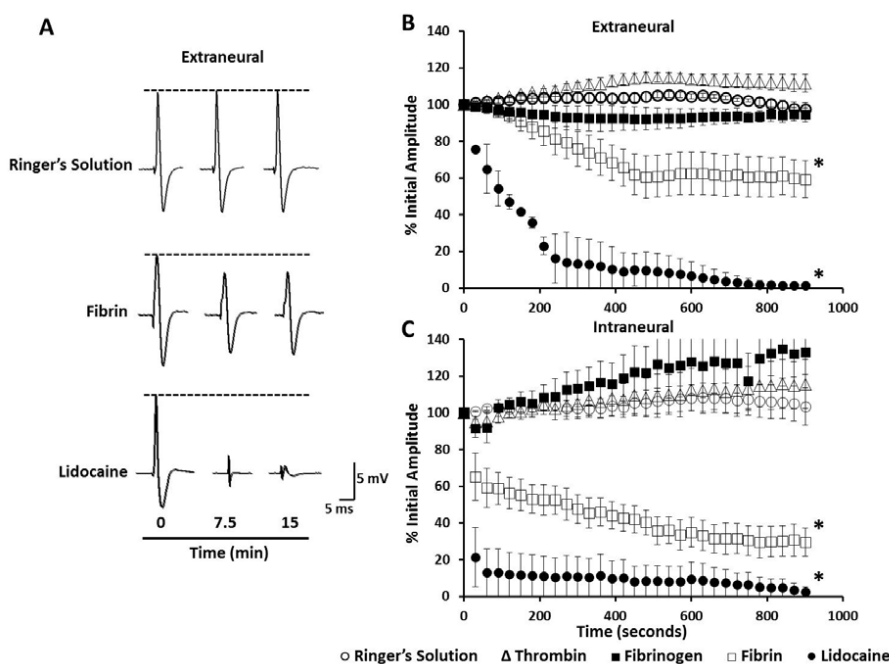 A
Extraneural
Ringer's Solution
Fibrin
Lidocaine
5 mV
5 ms
0 7.5 15
Time (min)
B
Extraneural
% Initial Amplitude
140
120
100
80
60
40
20
0
*
*
0 200 400 600 800 1000
C
Intraneural
% Initial Amplitude
140
120
100
80
60
40
20
0
*
*
0 200 400 600 800 1000
Time (seconds)
Ringer's Solution Δ Thrombin Fibrinogen Fibrin Lidocaine